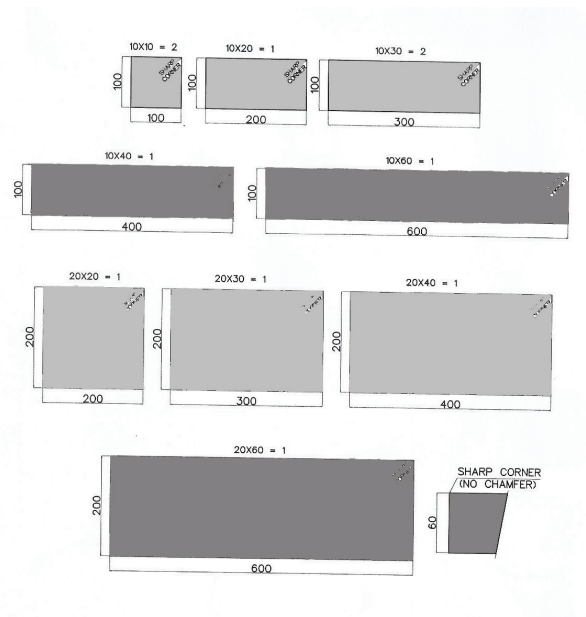 10X10 = 2
10X20 = 1
10X30 = 2
100
SHARP
CORNER
100
100
SHARP
CORNER
200
100
SHARP
CORNER
300
10X40 = 1
10X60 = 1
100
400
100
600
20X20 = 1
20X30 = 1
20X40 = 1
200
200
200
300
200
400
20X60 = 1
200
600
SHARP CORNER
(NO CHAMFER)
60